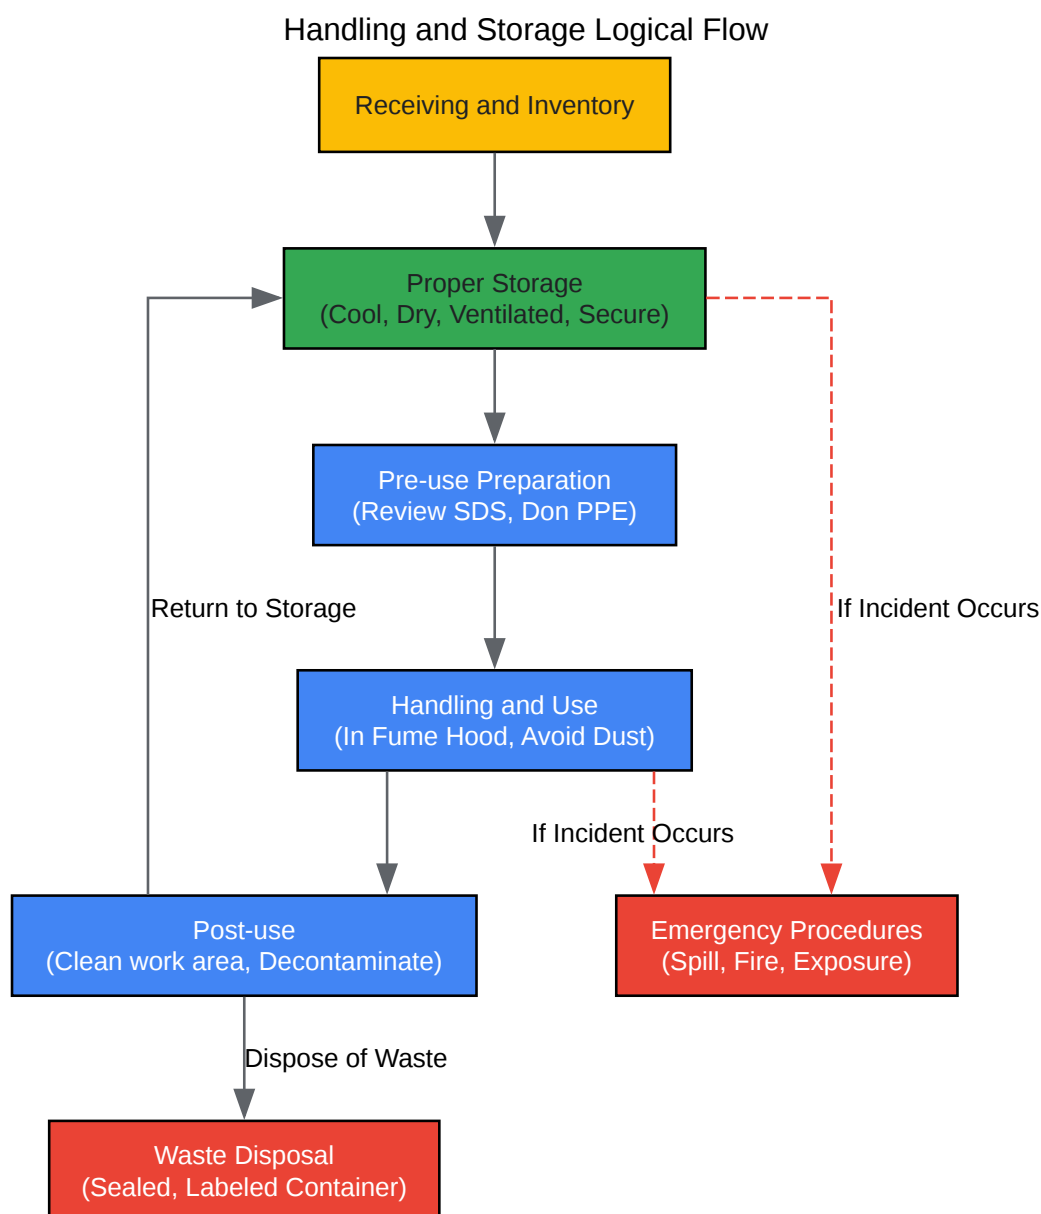 Handling and Storage Logical Flow
Receiving and Inventory
Proper Storage
(Cool, Dry, Ventilated, Secure)
Pre-use Preparation
(Review SDS, Don PPE)
Return to Storage
If Incident Occurs
Handling and Use
(In Fume Hood, Avoid Dust)
If Incident Occurs
Post-use
(Clean work area, Decontaminate)
Emergency Procedures
(Spill, Fire, Exposure)
Dispose of Waste
Waste Disposal
(Sealed, Labeled Container)